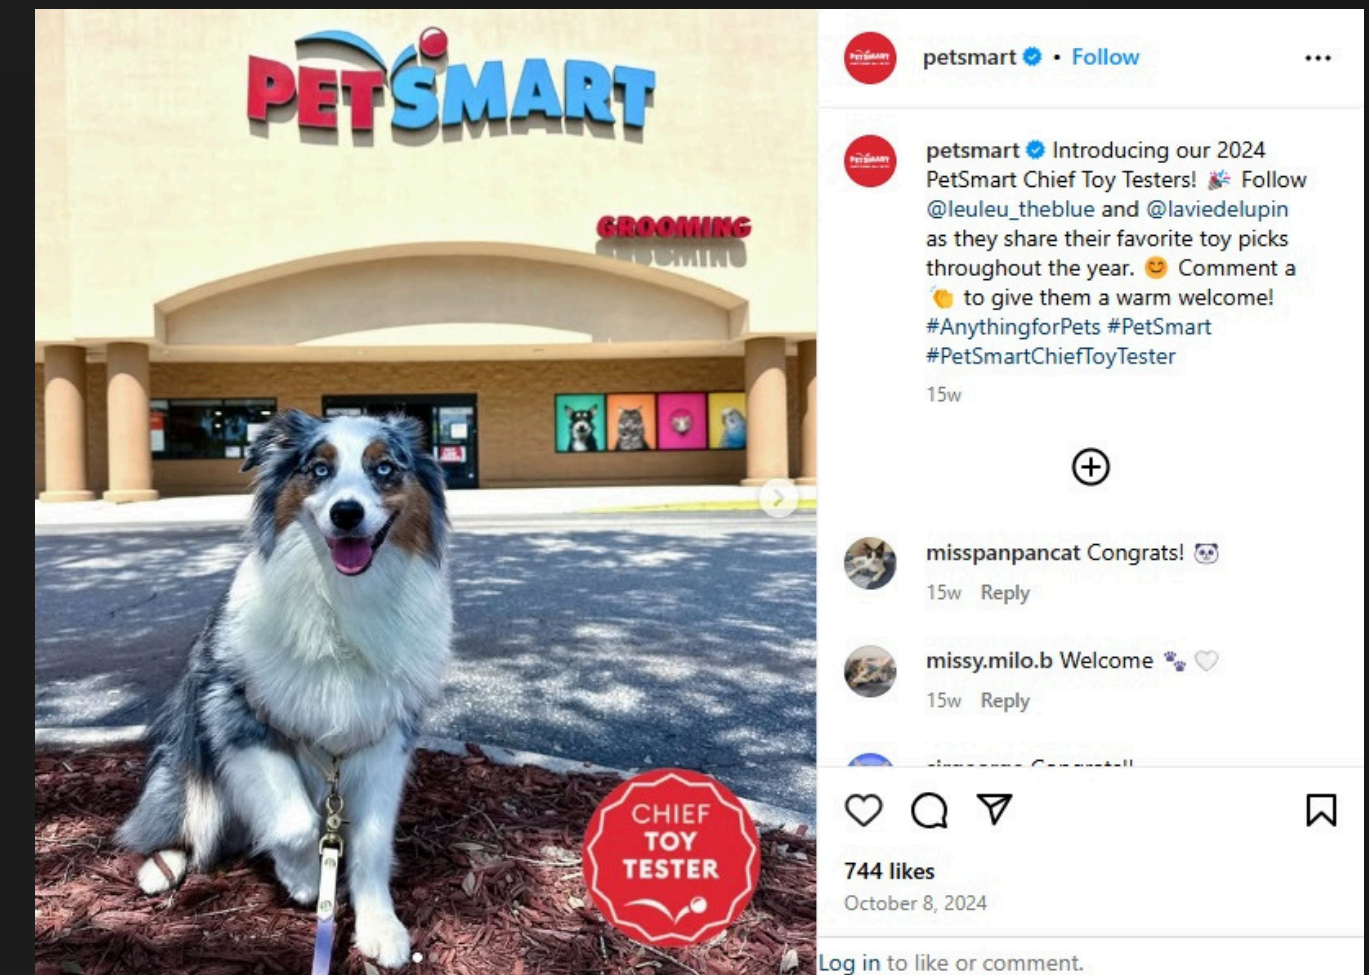 PETSMART
GROOMING
CHIEF
TOY
TESTER
petsmart • Follow
petsmart Introducing our 2024
PetSmart Chief Toy Testers! 🎉 Follow
@leuleu_theblue and @laviedelupin
as they share their favorite toy picks
throughout the year. 😊 Comment a
👏 to give them a warm welcome!
#AnythingforPets #PetSmart
#PetSmartChiefToyTester
15w
misspanpancat Congrats! 🐼
15w Reply
missy.milo.b Welcome 🐾 🤍
15w Reply
744 likes
October 8, 2024
Log in to like or comment.